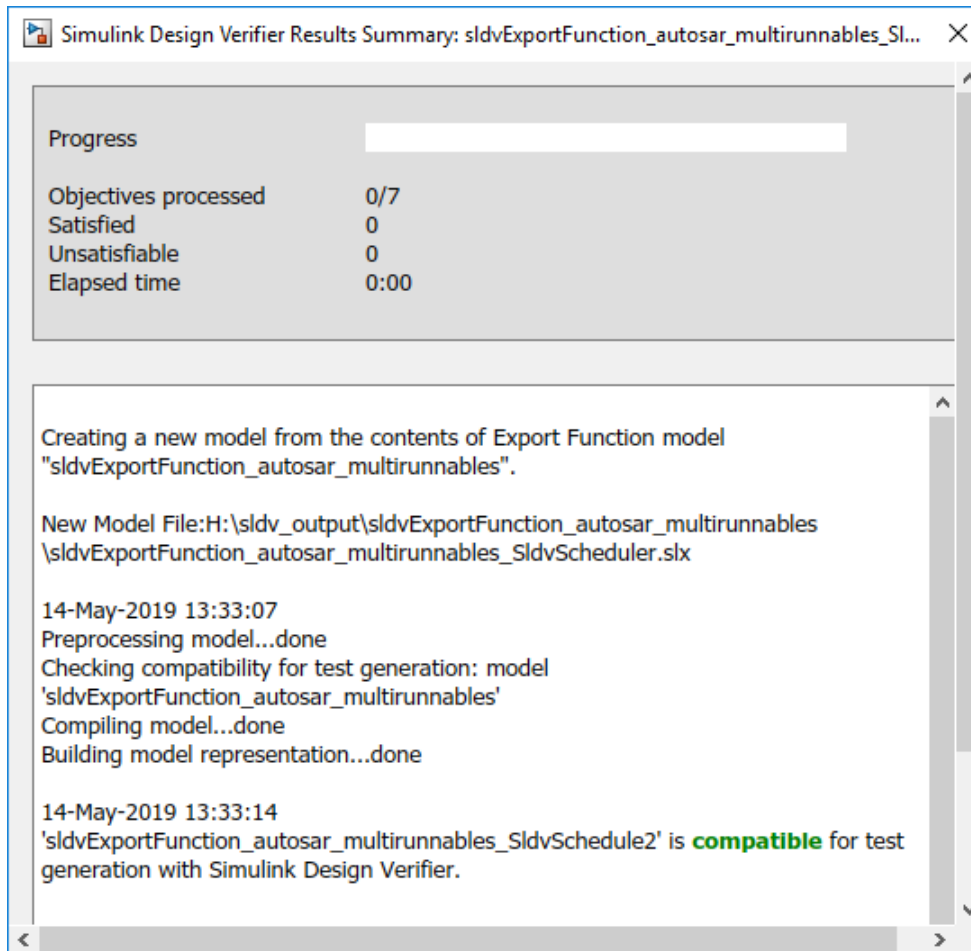 Simulink Design Verifier Results Summary: sldvExportFunction_autosar_multirunnables_Sl...
Progress
Objectives processed 0/7
Satisfied 0
Unsatisfiable 0
Elapsed time 0:00
Creating a new model from the contents of Export Function model
"sldvExportFunction_autosar_multirunnables".
New Model File:H:\sldv_output\sldvExportFunction_autosar_multirunnables
\sldvExportFunction_autosar_multirunnables_SldvScheduler.slx
14-May-2019 13:33:07
Preprocessing model...done
Checking compatibility for test generation: model
'sldvExportFunction_autosar_multirunnables'
Compiling model...done
Building model representation...done
14-May-2019 13:33:14
'sldvExportFunction_autosar_multirunnables_SldvSchedule2' is compatible for test
generation with Simulink Design Verifier.